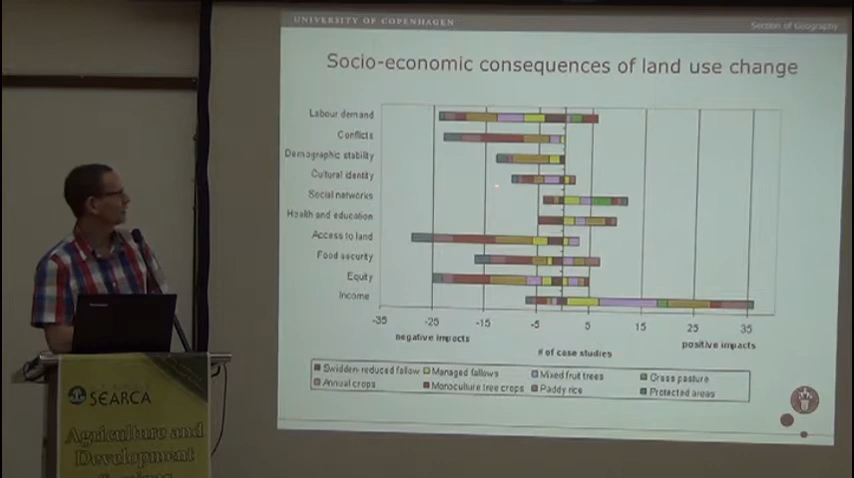 UNIVERSITY OF COPENHAGEN
Section of Geography
Socio-economic consequences of land use change
Labour demand
Conflicts
Demographic stability
Cultural identity
Social networks
Health and education
Access to land
Food security
Equity
Income
-35 -25 -15 -5 5 15 25 35
negative impacts # of case studies positive impacts
Swidden reduced fallow Managed fallows Mixed fruit trees Grass pasture
Annual crops Monoculture tree crops Paddy rice Protected areas
SEARCA
Agriculture and
Development